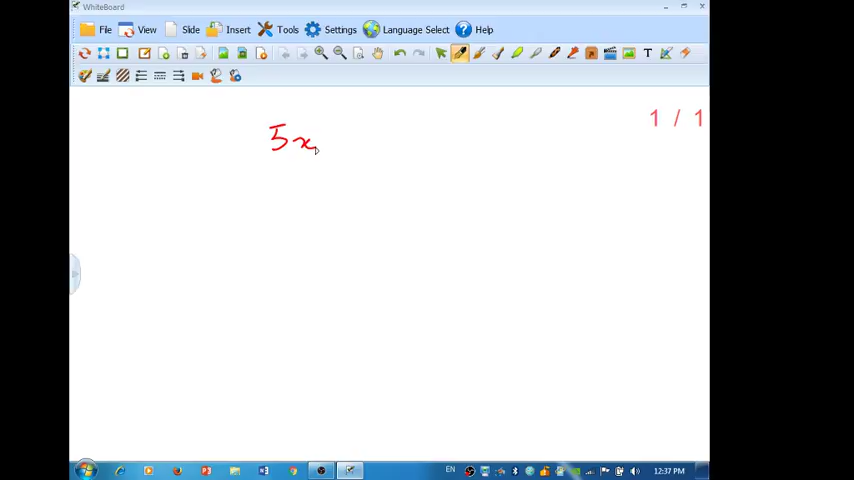 WhiteBoard
File View Slide Insert Tools Settings Language Select Help
1 / 1
5x
EN 12:37 PM